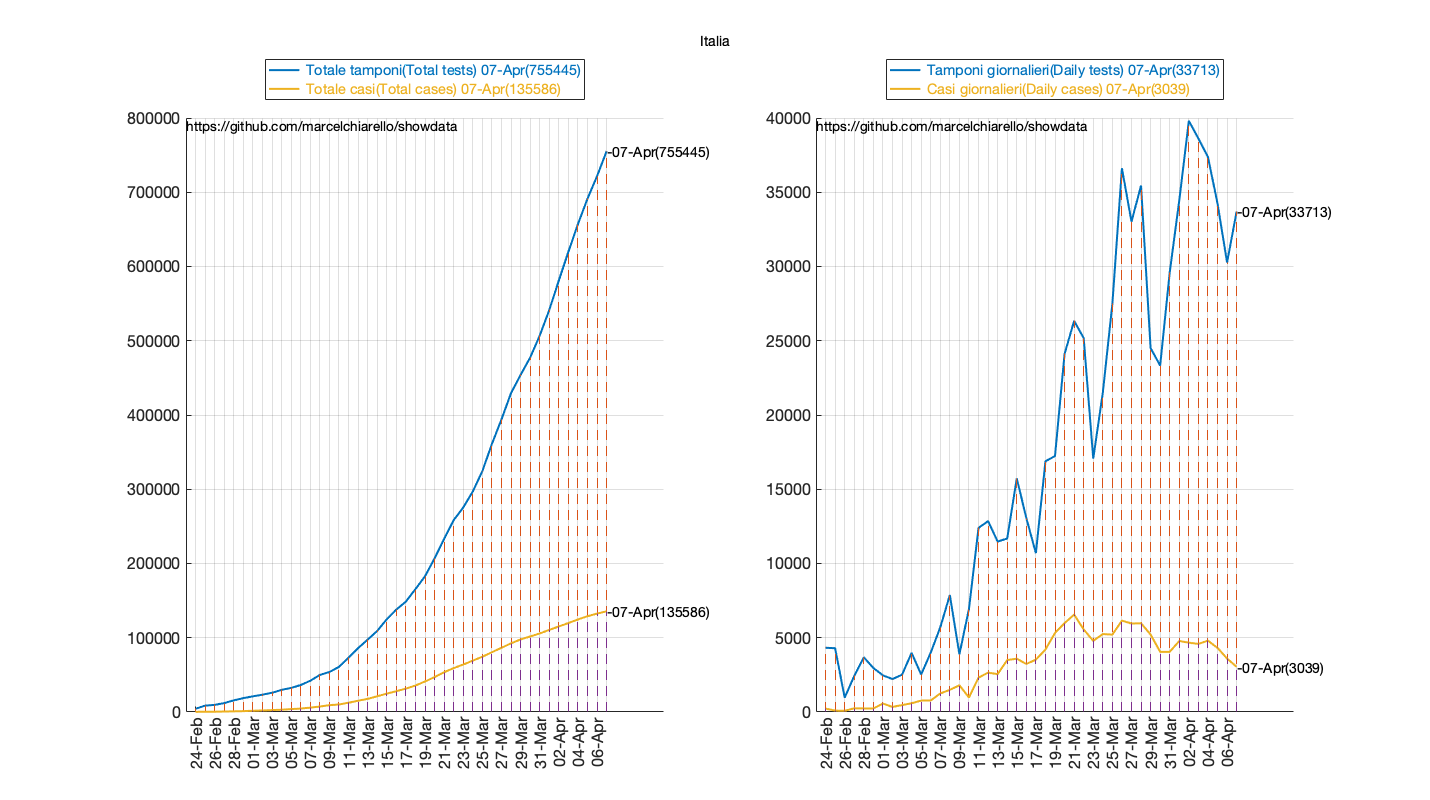 Italia
Totale tamponi(Total tests) 07-Apr(755445)
Totale casi(Total cases) 07-Apr(135586)
https://github.com/marcelchiarello/showdata
800000
700000
600000
500000
400000
300000
200000
100000
0
-07-Apr(755445)
-07-Apr(135586)
24-Feb
26-Feb
28-Feb
01-Mar
03-Mar
05-Mar
07-Mar
09-Mar
11-Mar
13-Mar
15-Mar
17-Mar
19-Mar
21-Mar
23-Mar
25-Mar
27-Mar
29-Mar
31-Mar
02-Apr
04-Apr
06-Apr
Tamponi giornalieri(Daily tests) 07-Apr(33713)
Casi giornalieri(Daily cases) 07-Apr(3039)
https://github.com/marcelchiarello/showdata
40000
35000
30000
25000
20000
15000
10000
5000
0
-07-Apr(33713)
-07-Apr(3039)
24-Feb
26-Feb
28-Feb
01-Mar
03-Mar
05-Mar
07-Mar
09-Mar
11-Mar
13-Mar
15-Mar
17-Mar
19-Mar
21-Mar
23-Mar
25-Mar
27-Mar
29-Mar
31-Mar
02-Apr
04-Apr
06-Apr